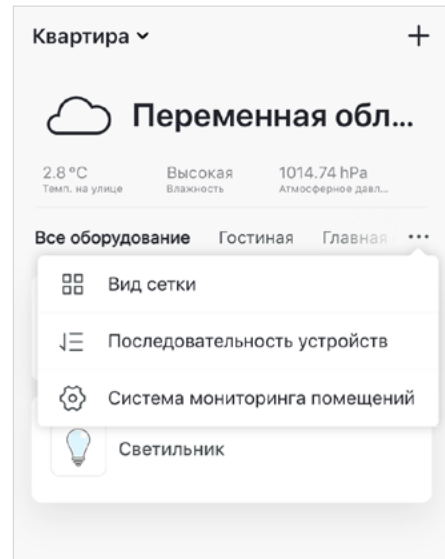 Квартира
Переменная обл...
2.8 °C Высокая 1014.74 hPa
Темп. на улице Влажность Атмосферное давл...
Все оборудование Гостиная Главная
Вид сетки
Последовательность устройств
Система мониторинга помещений
Светильник